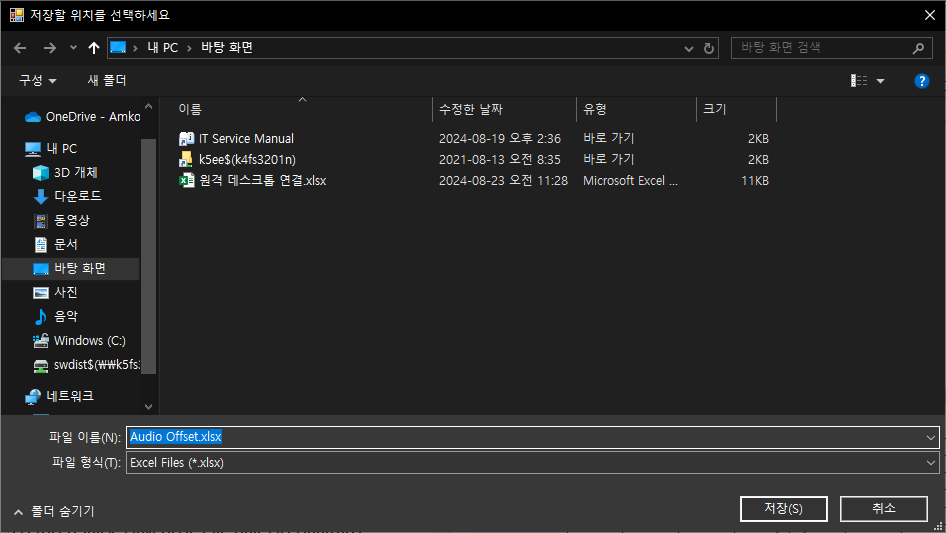 저장할 위치를 선택하세요
내 PC > 바탕 화면
바탕 화면 검색
구성
새 폴더
OneDrive - Amko
내 PC
3D 개체
다운로드
동영상
문서
바탕 화면
사진
음악
Windows (C:)
swdist$(₩₩k5fs
네트워크
이름 수정한 날짜 유형 크기
IT Service Manual 2024-08-19 오후 2:36 바로 가기 2KB
k5ee$(k4fs3201n) 2021-08-13 오전 8:35 바로 가기 2KB
원격 데스크톱 연결.xlsx 2024-08-23 오전 11:28 Microsoft Excel ... 11KB
파일 이름(N): Audio Offset.xlsx
파일 형식(T): Excel Files (*.xlsx)
폴더 숨기기
저장(S)
취소